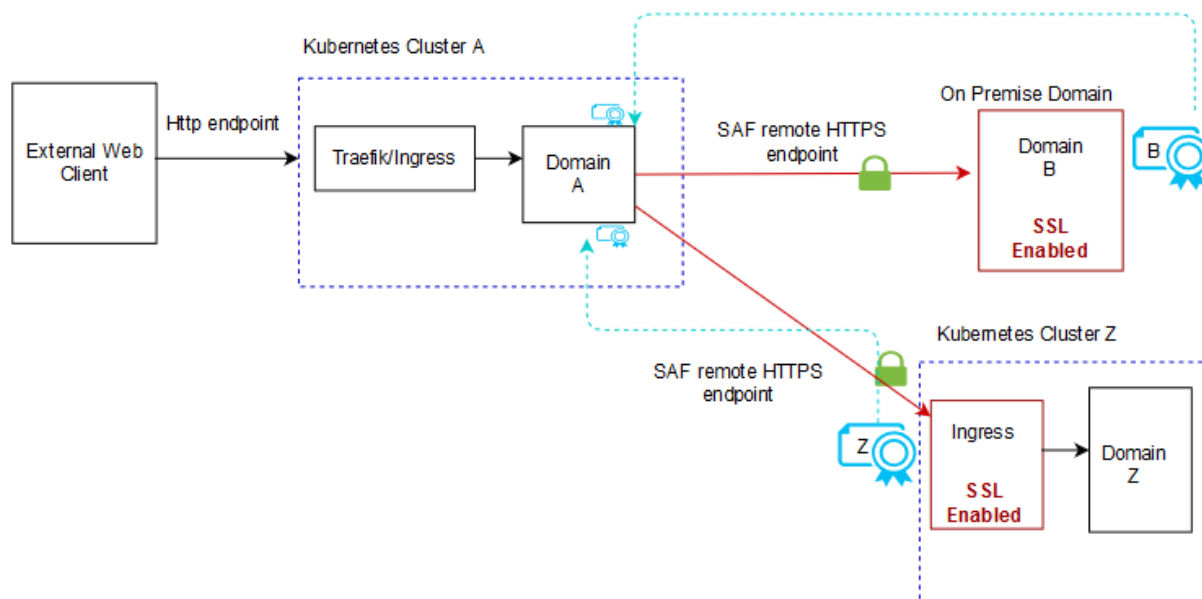 Kubernetes Cluster A
External Web
Client
Http endpoint
Traefik/Ingress
Domain
A
SAF remote HTTPS
endpoint
On Premise Domain
Domain
B
SSL
Enabled
B
Kubernetes Cluster Z
SAF remote HTTPS
endpoint
Z
Ingress
SSL
Enabled
Domain
Z